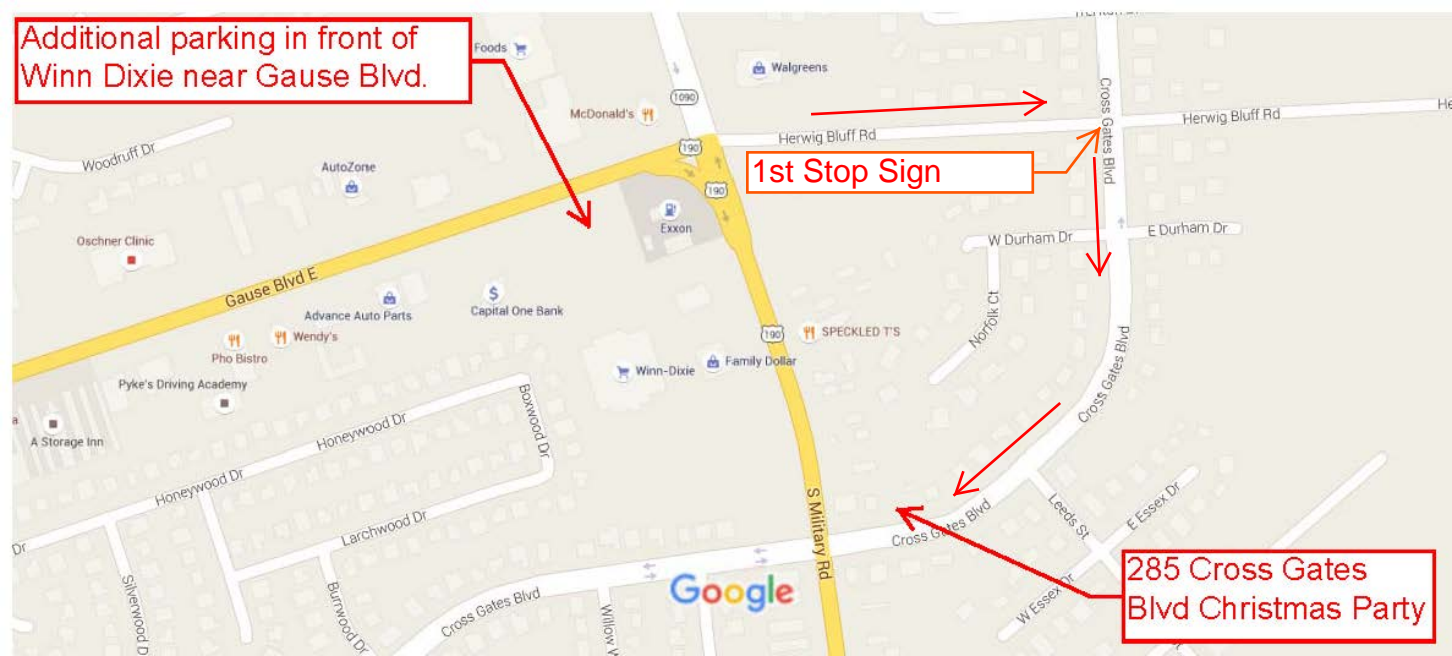 Additional parking in front of
Winn Dixie near Gause Blvd.
Foods
Walgreens
1090
McDonald's
Cross Gates Blvd
Herwig Bluff Rd
Herwig Bluff Rd
He
190
Woodruff Dr
AutoZone
1st Stop Sign
190
Exxon
W Durham Dr
E Durham Dr
Oschner Clinic
Gause Blvd E
Advance Auto Parts
Capital One Bank
Norfolk Ct
Wendy's
Pho Bistro
190
SPECKLED T'S
Cross Gates Blvd
Winn-Dixie
Family Dollar
Pyke's Driving Academy
Boxwood Dr
a
A Storage Inn
Honeywood Dr
Honeywood Dr
Larchwood Dr
S Military Rd
Cross Gates Blvd
Leeds St
E Essex Dr
Dr
Silverwood D
Burnwood Dr
Cross Gates Blvd
Willow W
Google
W Essex Dr
285 Cross Gates
Blvd Christmas Party